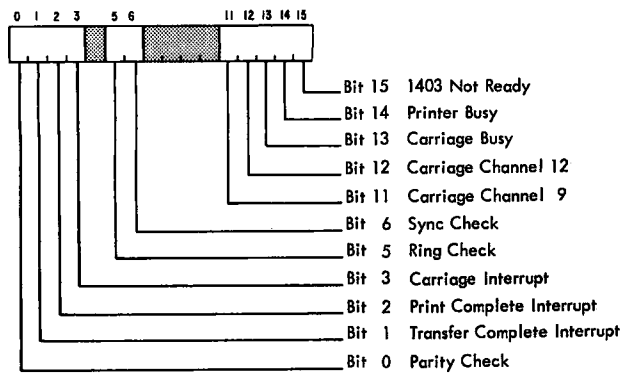 0 1 2 3 5 6 11 12 13 14 15
Bit 15 1403 Not Ready
Bit 14 Printer Busy
Bit 13 Carriage Busy
Bit 12 Carriage Channel 12
Bit 11 Carriage Channel 9
Bit 6 Sync Check
Bit 5 Ring Check
Bit 3 Carriage Interrupt
Bit 2 Print Complete Interrupt
Bit 1 Transfer Complete Interrupt
Bit 0 Parity Check